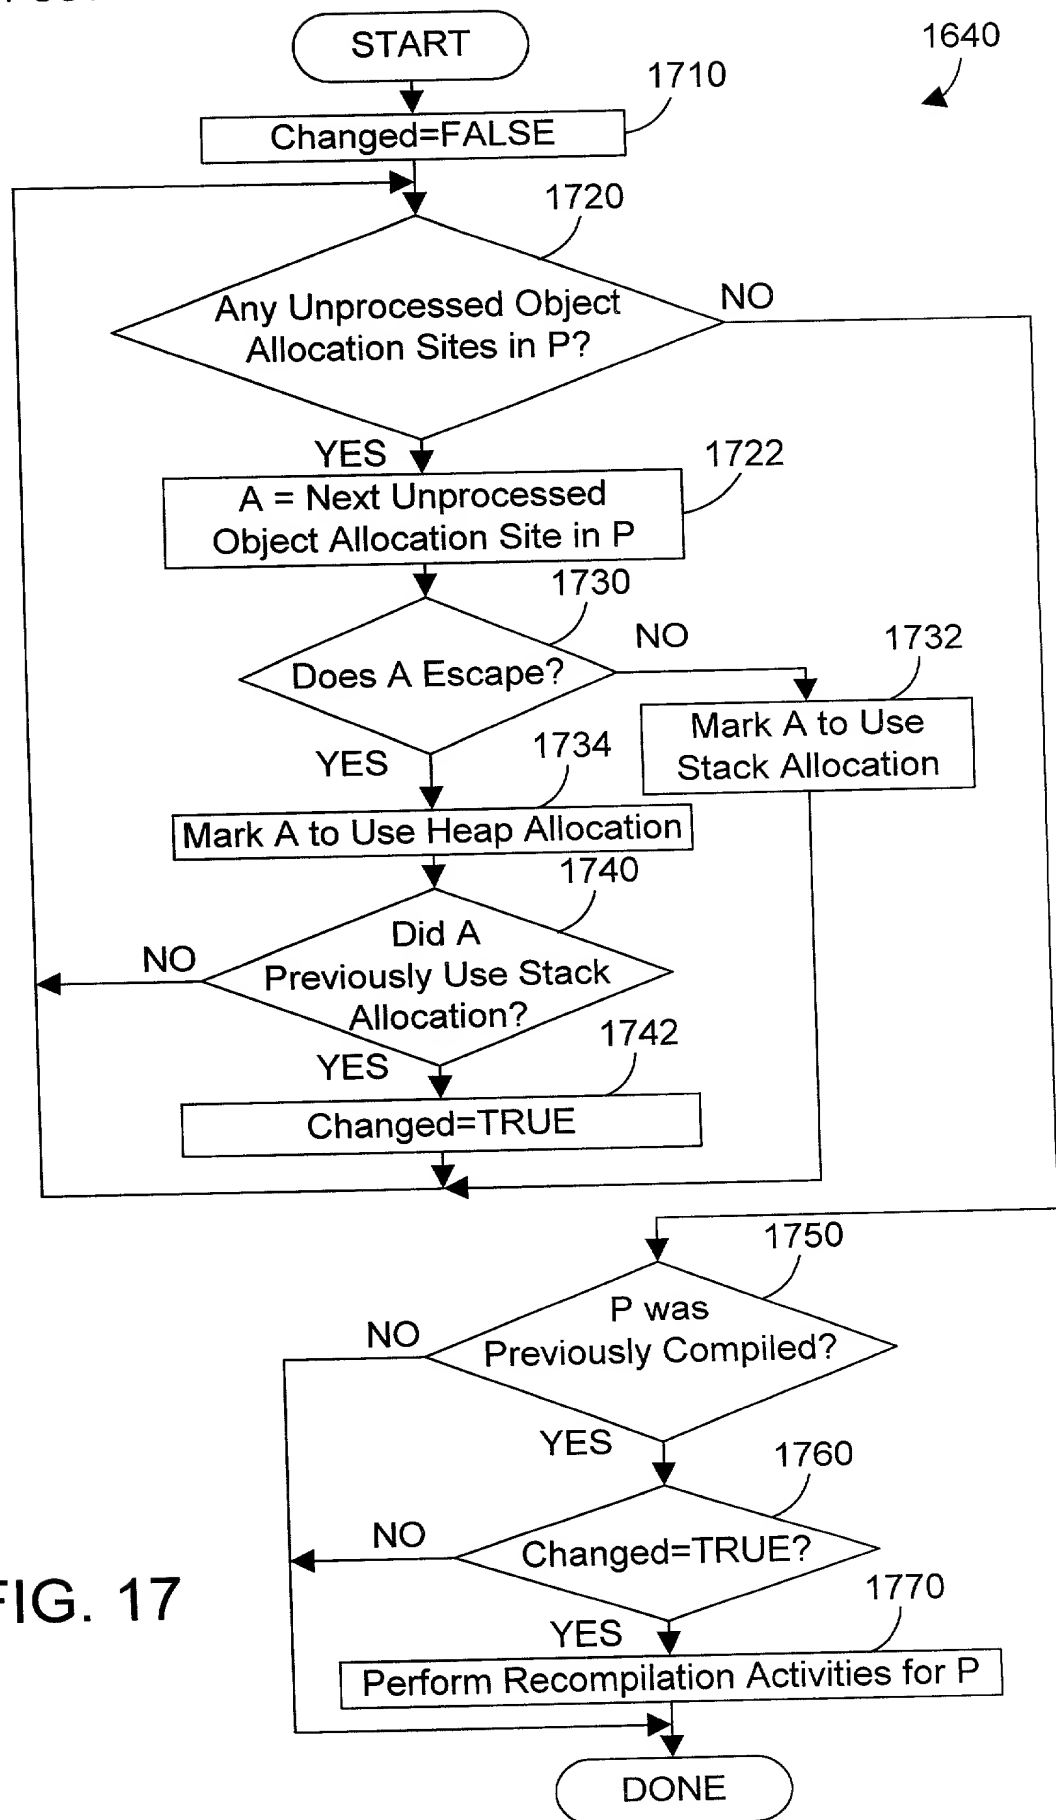 START
1640
1710
Changed=FALSE
1720
Any Unprocessed Object
Allocation Sites in P?
NO
YES
1722
A = Next Unprocessed
Object Allocation Site in P
1730
Does A Escape?
NO
1732
Mark A to Use
Stack Allocation
YES
1734
Mark A to Use Heap Allocation
1740
Did A
Previously Use Stack
Allocation?
NO
YES
1742
Changed=TRUE
1750
P was
Previously Compiled?
NO
YES
1760
Changed=TRUE?
NO
FIG. 17
YES
1770
Perform Recompilation Activities for P
DONE